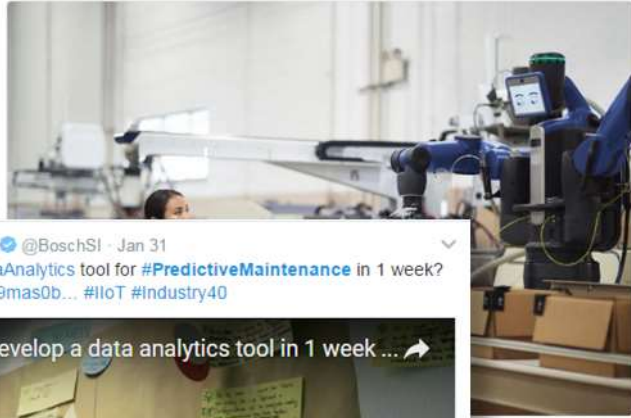 @BoschSI · Jan 31
aAnalytics tool for #PredictiveMaintenance in 1 week?
9mas0b... #IIoT #Industry40
evelop a data analytics tool in 1 week ...